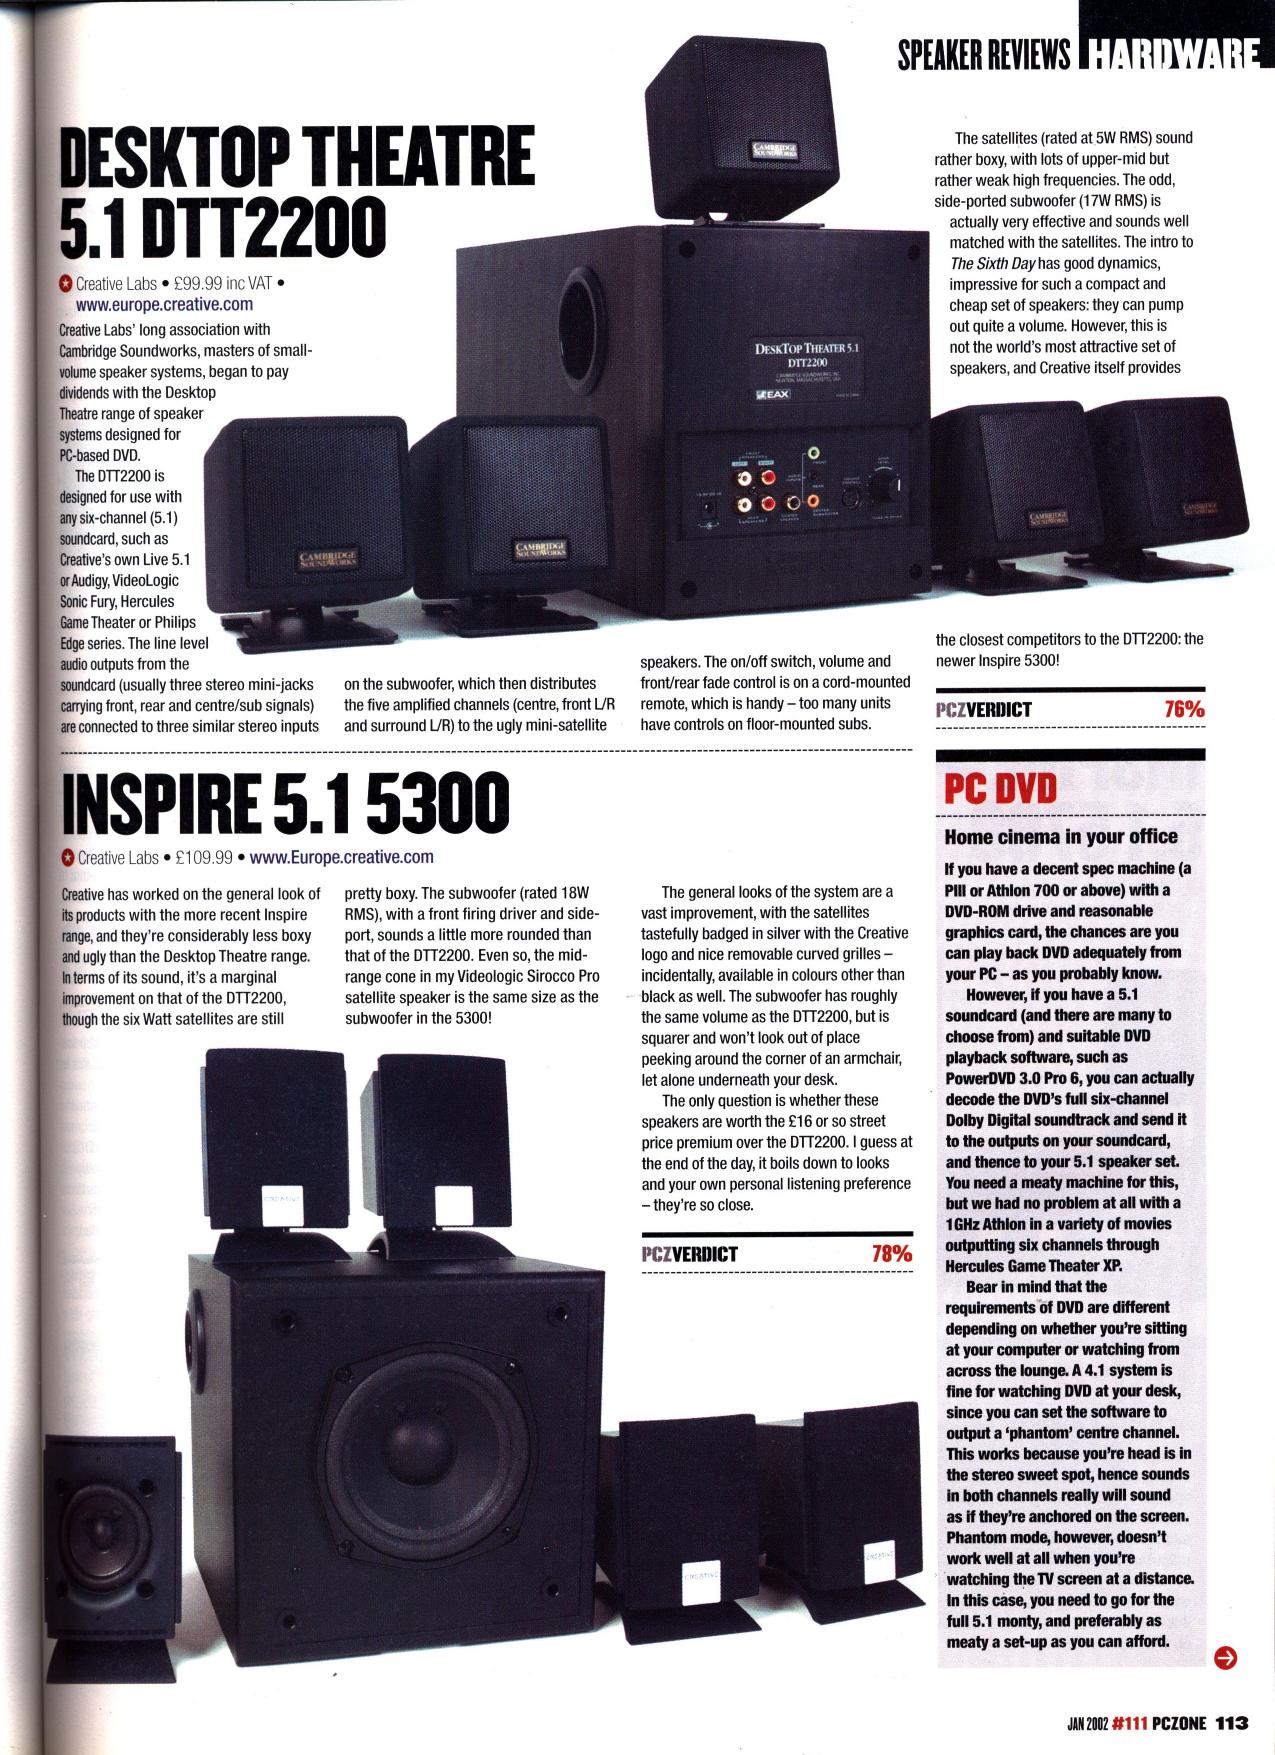 SPEAKER REVIEWS HARDWARE
DESKTOP THEATRE
5.1 DTT2200
Creative Labs • £99.99 inc VAT •
www.europe.creative.com
Creative Labs' long association with
Cambridge Soundworks, masters of small-
volume speaker systems, began to pay
dividends with the Desktop
Theatre range of speaker
systems designed for
PC-based DVD.
The DTT2200 is
designed for use with
any six-channel (5.1)
soundcard, such as
Creative's own Live 5.1
or Audigy, VideoLogic
Sonic Fury, Hercules
Game Theater or Philips
Edge series. The line level
audio outputs from the
soundcard (usually three stereo mini-jacks
carrying front, rear and centre/sub signals)
are connected to three similar stereo inputs
on the subwoofer, which then distributes
the five amplified channels (centre, front L/R
and surround L/R) to the ugly mini-satellite
speakers. The on/off switch, volume and
front/rear fade control is on a cord-mounted
remote, which is handy – too many units
have controls on floor-mounted subs.
The satellites (rated at 5W RMS) sound
rather boxy, with lots of upper-mid but
rather weak high frequencies. The odd,
side-ported subwoofer (17W RMS) is
actually very effective and sounds well
matched with the satellites. The intro to
The Sixth Day has good dynamics,
impressive for such a compact and
cheap set of speakers: they can pump
out quite a volume. However, this is
not the world's most attractive set of
speakers, and Creative itself provides
the closest competitors to the DTT2200: the
newer Inspire 5300!
PCZVERDICT 76%
CAMBRIDGE
SOUNDWORKS
DESKTOP THEATER 5.1
DTT2200
CAMBRIDGE SOUNDWORKS, INC.
NEWTON, MASSACHUSETTS, USA
EAX
CAMBRIDGE
SOUNDWORKS
CAMBRIDGE
SOUNDWORKS
CAMBRIDGE
SOUNDWORKS
CAMBRIDGE
SOUNDWORKS
INSPIRE 5.1 5300
Creative Labs • £109.99 • www.Europe.creative.com
Creative has worked on the general look of
its products with the more recent Inspire
range, and they're considerably less boxy
and ugly than the Desktop Theatre range.
In terms of its sound, it's a marginal
improvement on that of the DTT2200,
though the six Watt satellites are still
pretty boxy. The subwoofer (rated 18W
RMS), with a front firing driver and side-
port, sounds a little more rounded than
that of the DTT2200. Even so, the mid-
range cone in my Videologic Sirocco Pro
satellite speaker is the same size as the
subwoofer in the 5300!
The general looks of the system are a
vast improvement, with the satellites
tastefully badged in silver with the Creative
logo and nice removable curved grilles –
incidentally, available in colours other than
black as well. The subwoofer has roughly
the same volume as the DTT2200, but is
squarer and won't look out of place
peeking around the corner of an armchair,
let alone underneath your desk.
The only question is whether these
speakers are worth the £16 or so street
price premium over the DTT2200. I guess at
the end of the day, it boils down to looks
and your own personal listening preference
– they're so close.
PCZVERDICT 78%
CREATIVE
CREATIVE
CREATIVE
PC DVD
Home cinema in your office
If you have a decent spec machine (a
PIII or Athlon 700 or above) with a
DVD-ROM drive and reasonable
graphics card, the chances are you
can play back DVD adequately from
your PC – as you probably know.
However, if you have a 5.1
soundcard (and there are many to
choose from) and suitable DVD
playback software, such as
PowerDVD 3.0 Pro 6, you can actually
decode the DVD's full six-channel
Dolby Digital soundtrack and send it
to the outputs on your soundcard,
and thence to your 5.1 speaker set.
You need a meaty machine for this,
but we had no problem at all with a
1GHz Athlon in a variety of movies
outputting six channels through
Hercules Game Theater XP.
Bear in mind that the
requirements of DVD are different
depending on whether you're sitting
at your computer or watching from
across the lounge. A 4.1 system is
fine for watching DVD at your desk,
since you can set the software to
output a 'phantom' centre channel.
This works because you're head is in
the stereo sweet spot, hence sounds
in both channels really will sound
as if they're anchored on the screen.
Phantom mode, however, doesn't
work well at all when you're
watching the TV screen at a distance.
In this case, you need to go for the
full 5.1 monty, and preferably as
meaty a set-up as you can afford.
JAN 2002 #111 PCZONE 113